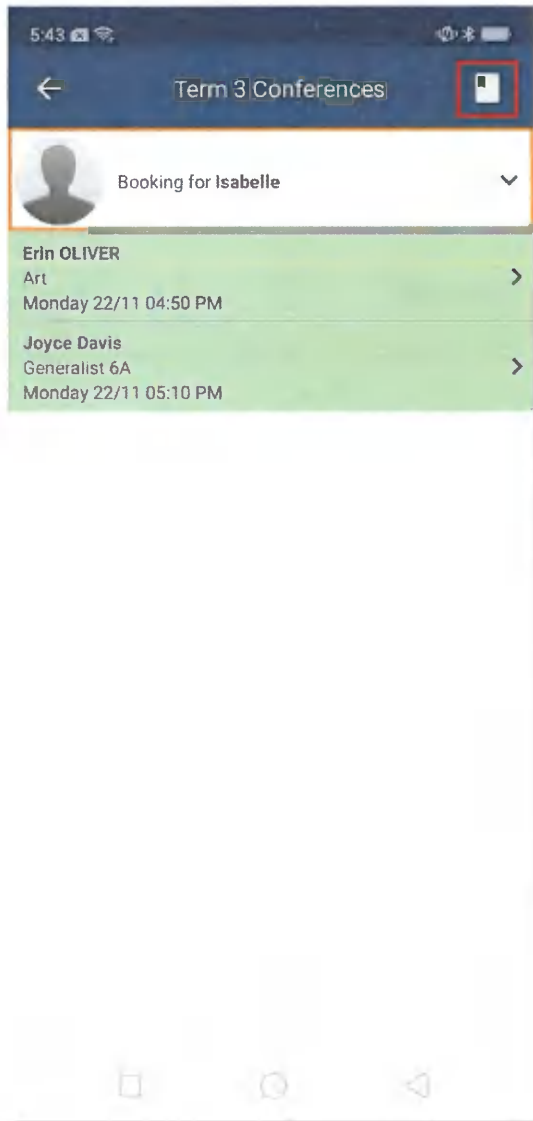 5:43
Term 3 Conferences
Booking for Isabelle
Erin OLIVER
Art
Monday 22/11 04:50 PM
Joyce Davis
Generalist 6A
Monday 22/11 05:10 PM